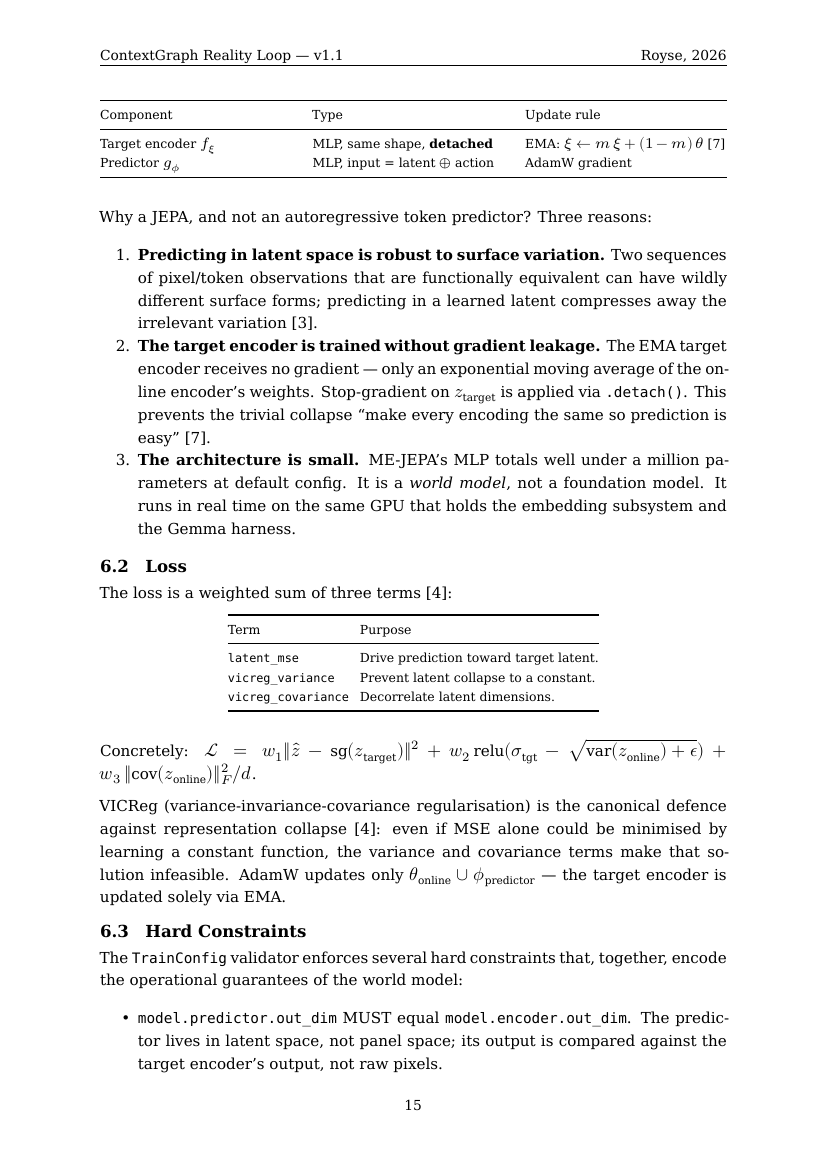 ContextGraph Reality Loop — v1.1 Royse, 2026
Component Type Update rule
Target encoder f_ξ MLP, same shape, detached EMA: ξ ← m ξ + (1 − m) θ [7]
Predictor g_ϕ MLP, input = latent ⊕ action AdamW gradient
Why a JEPA, and not an autoregressive token predictor? Three reasons:
1. Predicting in latent space is robust to surface variation. Two sequences
of pixel/token observations that are functionally equivalent can have wildly
different surface forms; predicting in a learned latent compresses away the
irrelevant variation [3].
2. The target encoder is trained without gradient leakage. The EMA target
encoder receives no gradient — only an exponential moving average of the on-
line encoder’s weights. Stop-gradient on z_target is applied via .detach(). This
prevents the trivial collapse “make every encoding the same so prediction is
easy” [7].
3. The architecture is small. ME-JEPA’s MLP totals well under a million pa-
rameters at default config. It is a world model, not a foundation model. It
runs in real time on the same GPU that holds the embedding subsystem and
the Gemma harness.
6.2 Loss
The loss is a weighted sum of three terms [4]:
Term Purpose
latent_mse Drive prediction toward target latent.
vicreg_variance Prevent latent collapse to a constant.
vicreg_covariance Decorrelate latent dimensions.
Concretely: ℒ = w₁‖ẑ − sg(z_target)‖² + w₂ relu(σ_tgt − √(var(z_online) + ϵ)) +
w₃ ‖cov(z_online)‖²_F/d.
VICReg (variance-invariance-covariance regularisation) is the canonical defence
against representation collapse [4]: even if MSE alone could be minimised by
learning a constant function, the variance and covariance terms make that so-
lution infeasible. AdamW updates only θ_online ∪ ϕ_predictor — the target encoder is
updated solely via EMA.
6.3 Hard Constraints
The TrainConfig validator enforces several hard constraints that, together, encode
the operational guarantees of the world model:
• model.predictor.out_dim MUST equal model.encoder.out_dim. The predic-
tor lives in latent space, not panel space; its output is compared against the
target encoder’s output, not raw pixels.
15